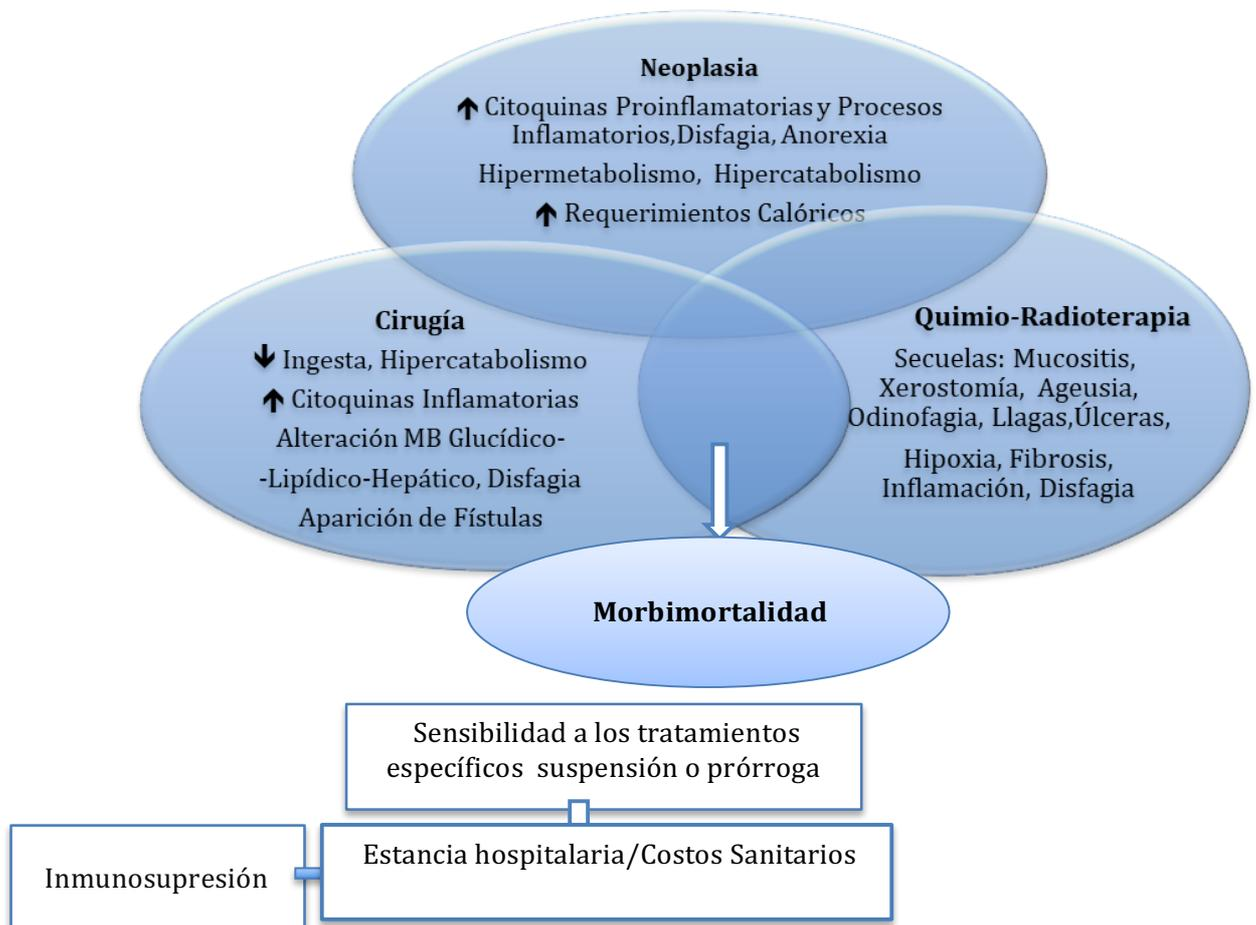 Neoplasia
↑ Citoquinas Proinflamatorias y Procesos
Inflamatorios,Disfagia, Anorexia
Hipermetabolismo, Hipercatabolismo
↑ Requerimientos Calóricos
Cirugía
↓ Ingesta, Hipercatabolismo
↑ Citoquinas Inflamatorias
Alteración MB Glucídico-
-Lipídico-Hepático, Disfagia
Aparición de Fístulas
Quimio-Radioterapia
Secuelas: Mucositis,
Xerostomía, Ageusia,
Odinofagia, Llagas,Úlceras,
Hipoxia, Fibrosis,
Inflamación, Disfagia
Morbimortalidad
Sensibilidad a los tratamientos
específicos suspensión o prórroga
Estancia hospitalaria/Costos Sanitarios
Inmunosupresión